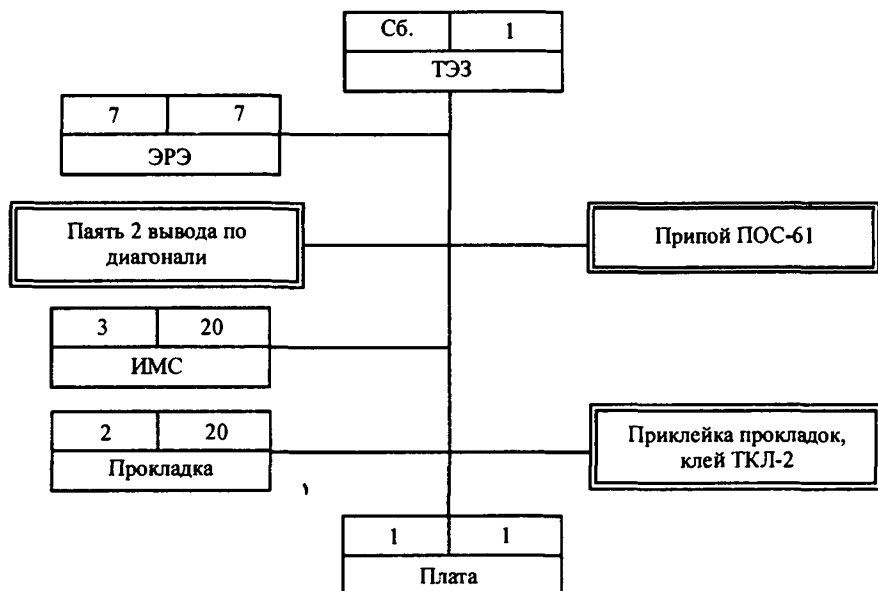 Сб. 1
ТЭЗ
7 7
ЭРЭ
Паять 2 вывода по
диагонали
Припой ПОС-61
3 20
ИМС
2 20
Прокладка
Приклейка прокладок,
клей ТКЛ-2
1 1
Плата